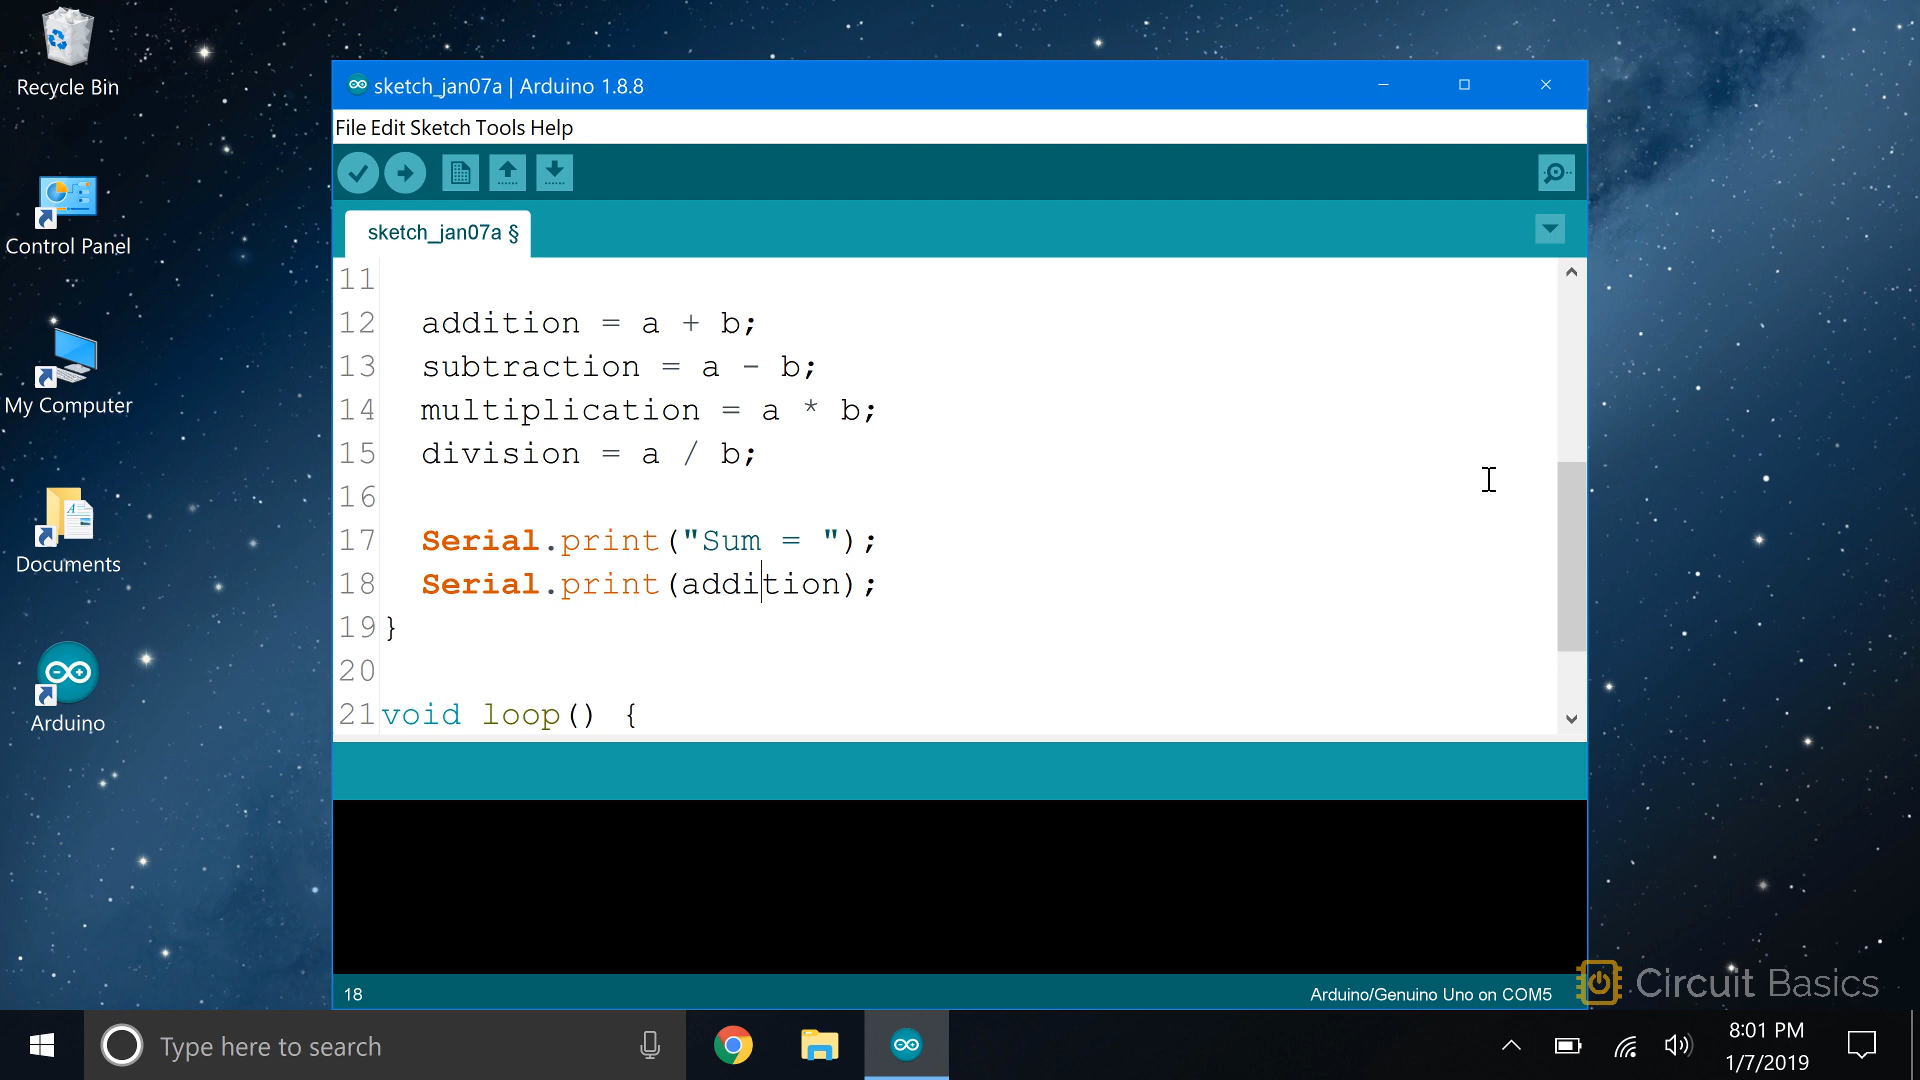 Recycle Bin
Control Panel
My Computer
Documents
Arduino
sketch_jan07a | Arduino 1.8.8
File Edit Sketch Tools Help
sketch_jan07a §
11
12 addition = a + b;
13 subtraction = a - b;
14 multiplication = a * b;
15 division = a / b;
16
17 Serial.print("Sum = ");
18 Serial.print(addition);
19 }
20
21 void loop() {
18
Arduino/Genuino Uno on COM5
Circuit Basics
Type here to search
8:01 PM
1/7/2019